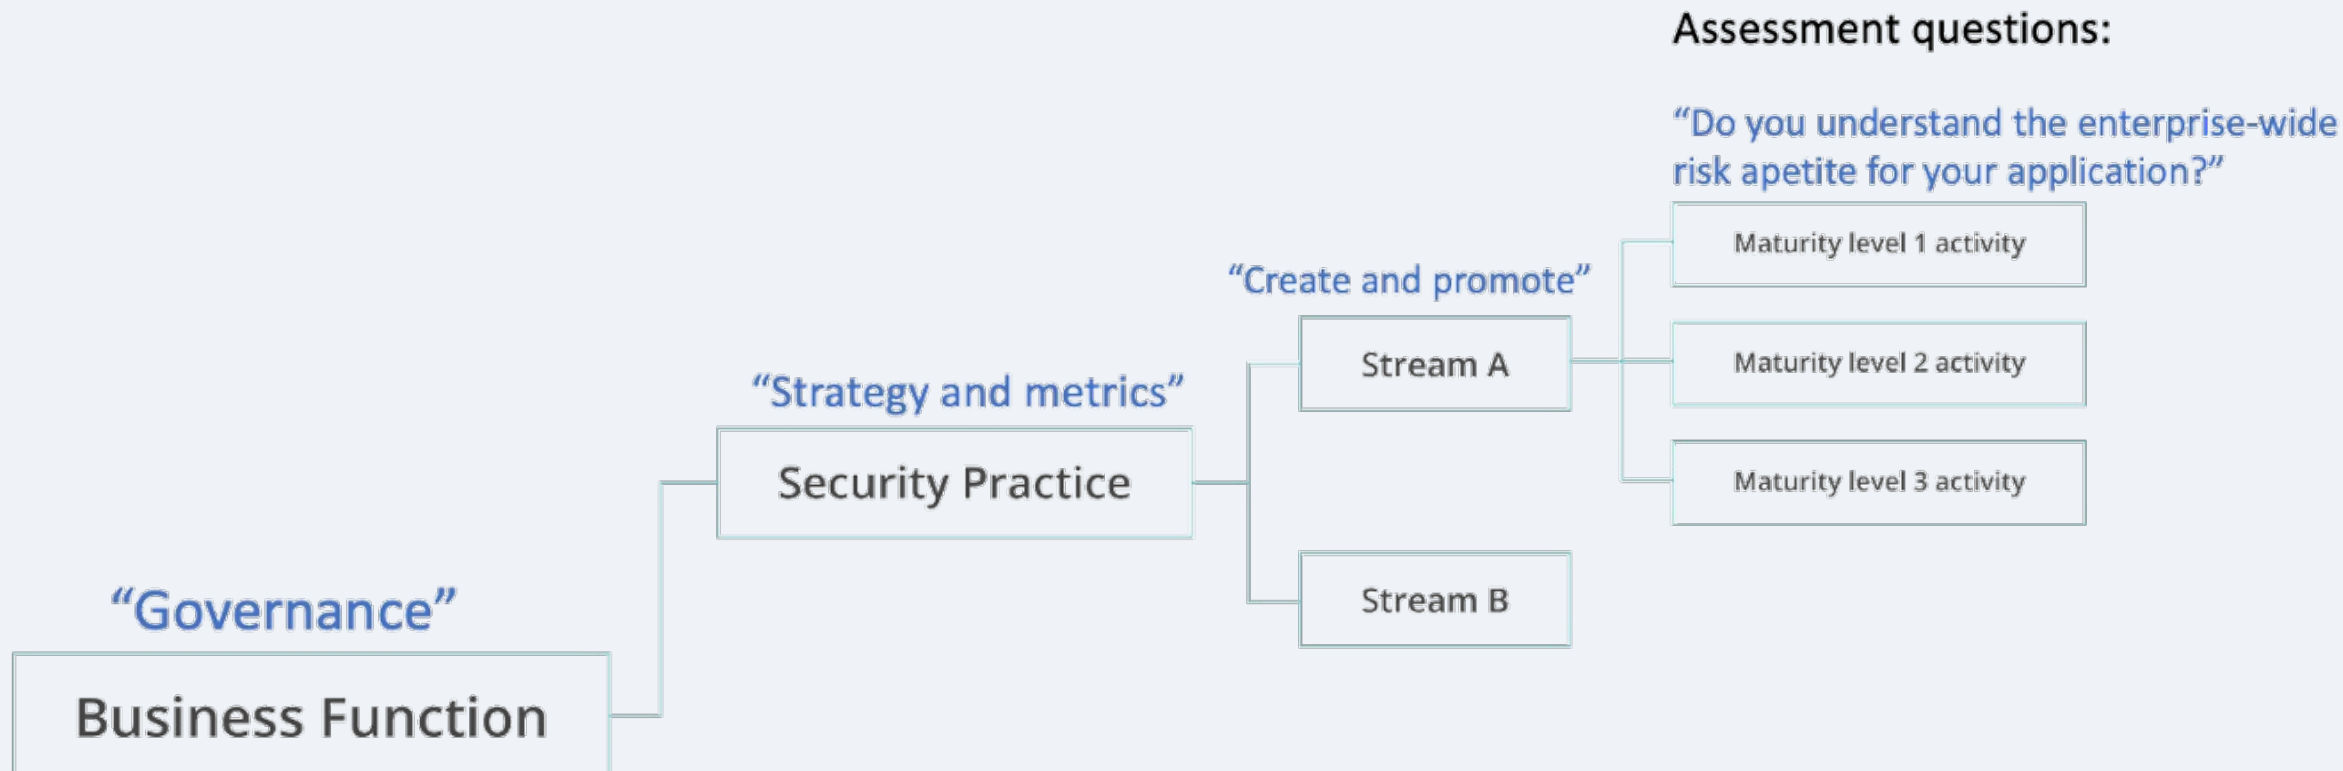 Assessment questions:
“Do you understand the enterprise-wide
risk apetite for your application?”
Maturity level 1 activity
“Create and promote”
Stream A
Maturity level 2 activity
“Strategy and metrics”
Security Practice
Maturity level 3 activity
Stream B
“Governance”
Business Function